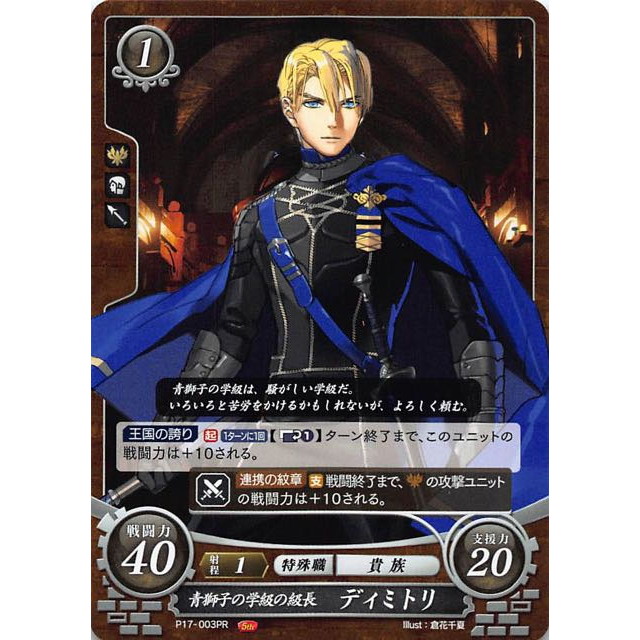 1
青獅子の学級は、騒がしい学級だ。
いろいろと苦労をかけるかもしれないが、よろしく頼む。
王国の誇り 起 1ターンに1回【 1】ターン終了まで、このユニットの
戦闘力は+10される。
連携の紋章 支 戦闘終了まで、 の攻撃ユニット
の戦闘力は+10される。
戦闘力
40
射程 1 特殊職 貴族
支援力
20
青獅子の学級の級長 ディミトリ
P17-003PR 5th Illust:倉花千夏